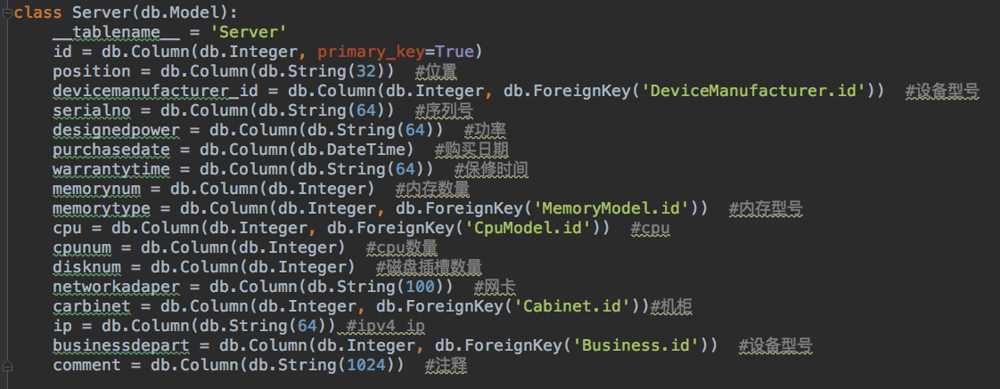 class Server(db.Model):
    __tablename__ = 'Server'
    id = db.Column(db.Integer, primary_key=True)
    position = db.Column(db.String(32))  #位置
    devicemanufacturer_id = db.Column(db.Integer, db.ForeignKey('DeviceManufacturer.id'))  #设备型号
    serialno = db.Column(db.String(64))  #序列号
    designedpower = db.Column(db.String(64))  #功率
    purchasedate = db.Column(db.DateTime)  #购买日期
    warrantytime = db.Column(db.String(64))  #保修时间
    memorynum = db.Column(db.Integer)  #内存数量
    memorytype = db.Column(db.Integer, db.ForeignKey('MemoryModel.id'))  #内存型号
    cpu = db.Column(db.Integer, db.ForeignKey('CpuModel.id'))  #cpu
    cpunum = db.Column(db.Integer)  #cpu数量
    disknum = db.Column(db.Integer)  #磁盘插槽数量
    networkadaper = db.Column(db.String(100))  #网卡
    carbinet = db.Column(db.Integer, db.ForeignKey('Cabinet.id'))#机柜
    ip = db.Column(db.String(64)) #ipv4 ip
    businessdepart = db.Column(db.Integer, db.ForeignKey('Business.id'))  #设备型号
    comment = db.Column(db.String(1024))  #注释